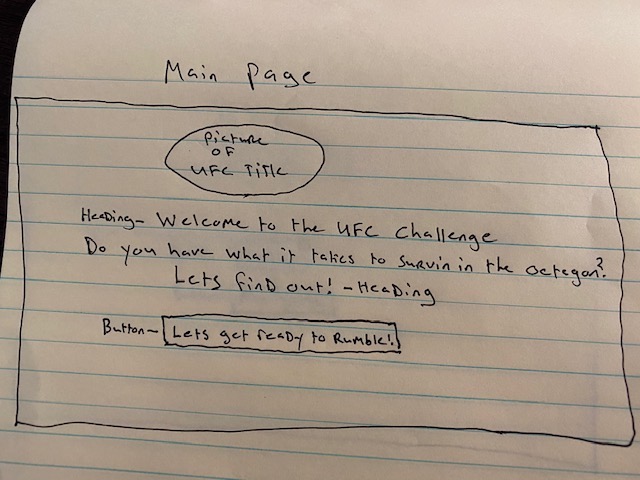 Main Page
Picture
OF
UFC Title
Heading- Welcome to the UFC Challenge
Do you have what it takes to survin in the octegon?
Lets find out! - Heading
Button- Lets get ready to Rumble!